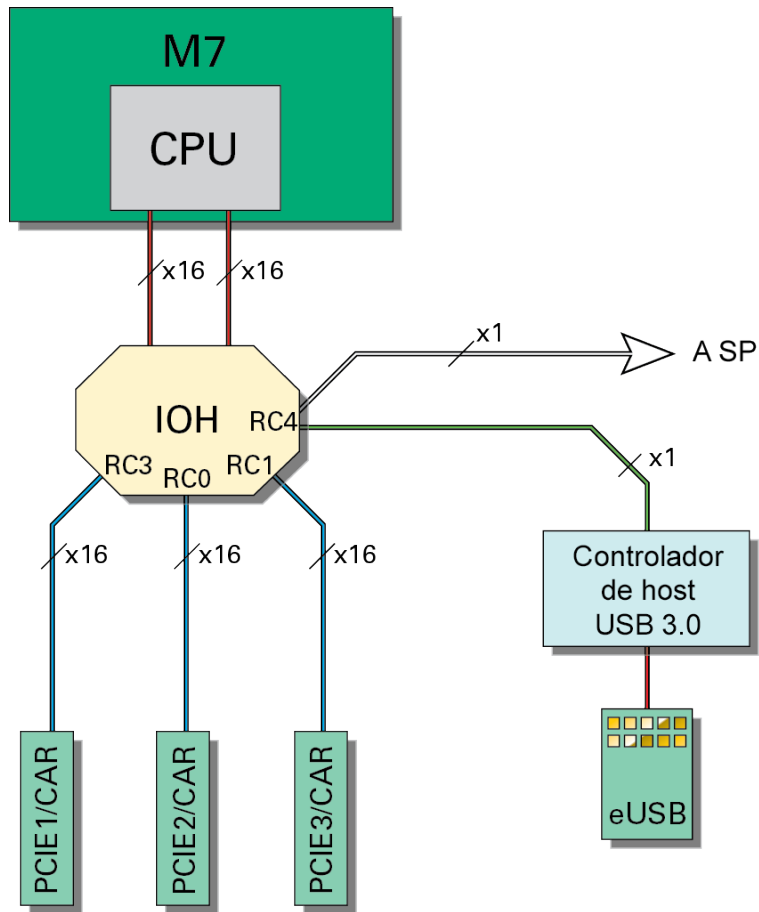 M7
CPU
x16
x16
x1
A SP
IOH
RC4
RC3
RC0
RC1
x1
x16
x16
x16
Controlador
de host
USB 3.0
PCIE1/CAR
PCIE2/CAR
PCIE3/CAR
eUSB